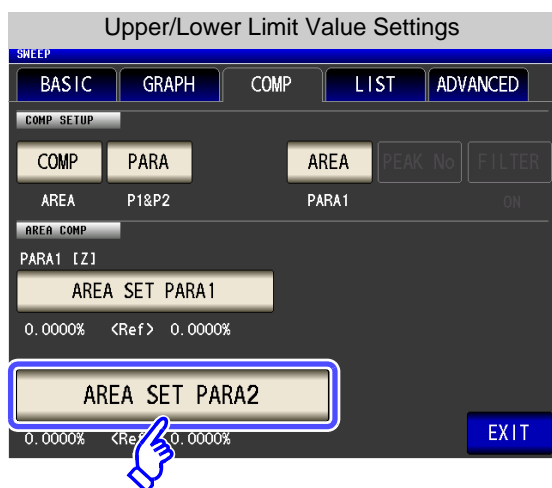 Upper/Lower Limit Value Settings
SWEEP
BASIC GRAPH COMP LIST ADVANCED
COMP SETUP
COMP PARA AREA PEAK No FILTER
AREA P1&P2 PARA1 ON
AREA COMP
PARA1 [Z]
AREA SET PARA1
0.0000% <Ref> 0.0000%
AREA SET PARA2
0.0000% 0.0000%
EXIT